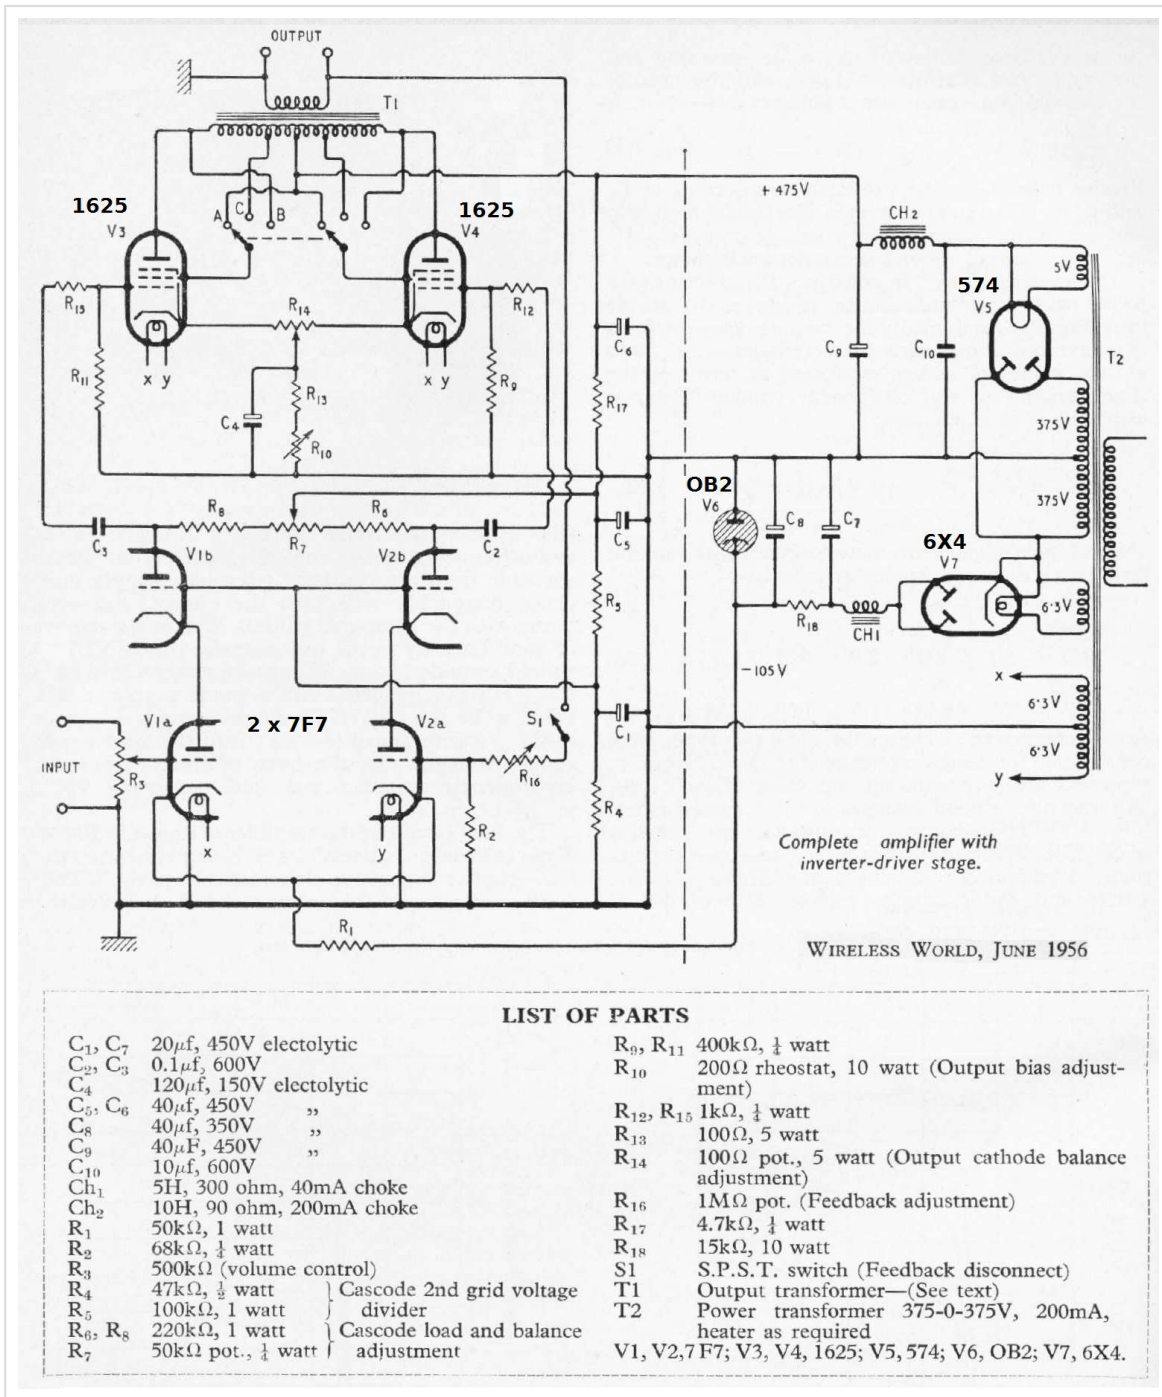 OUTPUT
T1
1625
V3
1625
V4
A
C
B
+ 475V
CH2
574
V5
5V
T2
R15
R14
R12
C6
C9
C10
R11
x y
x y
R13
R9
R17
375V
C4
R10
375V
OB2
V6
C8
C7
6X4
V7
R8
R7
R6
C3
V1b
V2b
C2
C5
R5
R18
CH1
6·3V
−105V
x
6·3V
6·3V
y
V1a
2 x 7F7
V2a
S1
C1
INPUT
R3
R16
R2
R4
x
y
R1
Complete amplifier with
inverter-driver stage.
WIRELESS WORLD, JUNE 1956
LIST OF PARTS
C1, C7 20μf, 450V electolytic
C2, C3 0.1μf, 600V
C4 120μf, 150V electolytic
C5, C6 40μf, 450V „
C8 40μf, 350V „
C9 40μF, 450V „
C10 10μf, 600V
Ch1 5H, 300 ohm, 40mA choke
Ch2 10H, 90 ohm, 200mA choke
R1 50kΩ, 1 watt
R2 68kΩ, ¼ watt
R3 500kΩ (volume control)
R4 47kΩ, ½ watt } Cascode 2nd grid voltage
R5 100kΩ, 1 watt divider
R6, R8 220kΩ, 1 watt } Cascode load and balance
R7 50kΩ pot., ¼ watt adjustment
R9, R11 400kΩ, ¼ watt
R10 200Ω rheostat, 10 watt (Output bias adjust-
ment)
R12, R15 1kΩ, ¼ watt
R13 100Ω, 5 watt
R14 100Ω pot., 5 watt (Output cathode balance
adjustment)
R16 1MΩ pot. (Feedback adjustment)
R17 4.7kΩ, ¼ watt
R18 15kΩ, 10 watt
S1 S.P.S.T. switch (Feedback disconnect)
T1 Output transformer—(See text)
T2 Power transformer 375-0-375V, 200mA,
heater as required
V1, V2,7 F7; V3, V4, 1625; V5, 574; V6, OB2; V7, 6X4.